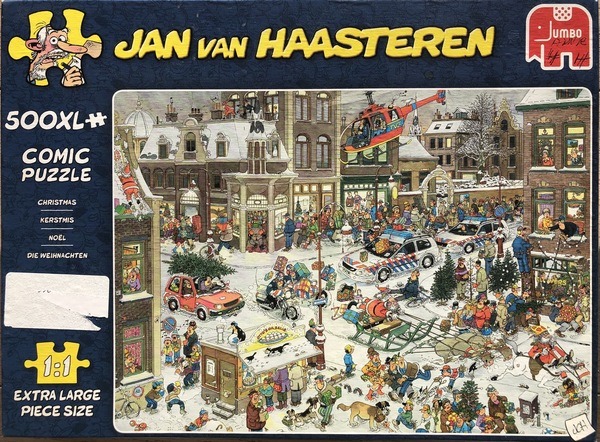 JAN VAN HAASTEREN
Jumbo
500XL
COMIC
PUZZLE
CHRISTMAS
KERSTMIS
NOËL
DIE WEIHNACHTEN
1:1
EXTRA LARGE
PIECE SIZE